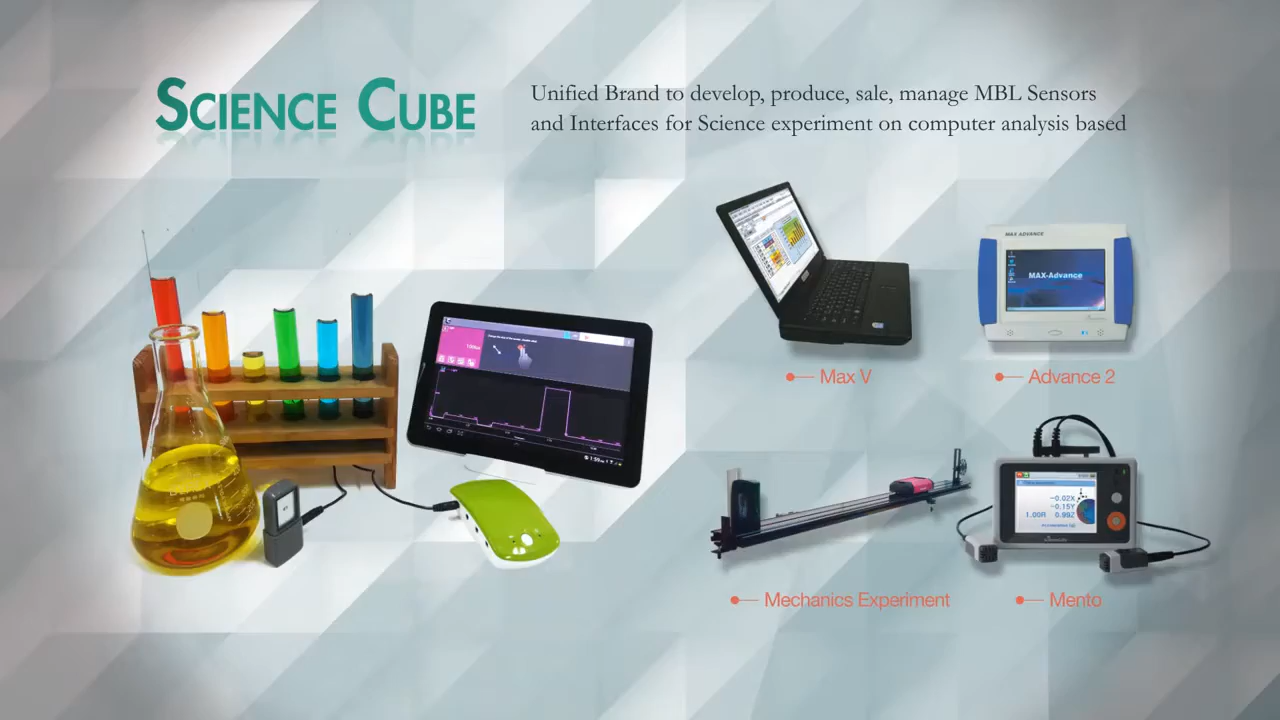 SCIENCE CUBE
Unified Brand to develop, produce, sale, manage MBL Sensors
and Interfaces for Science experiment on computer analysis based
MAX ADVANCE
MAX-Advance
Max V
Advance 2
-0.02X
-0.15Y
1.00R 0.99Z
1:59
Mechanics Experiment
Mento